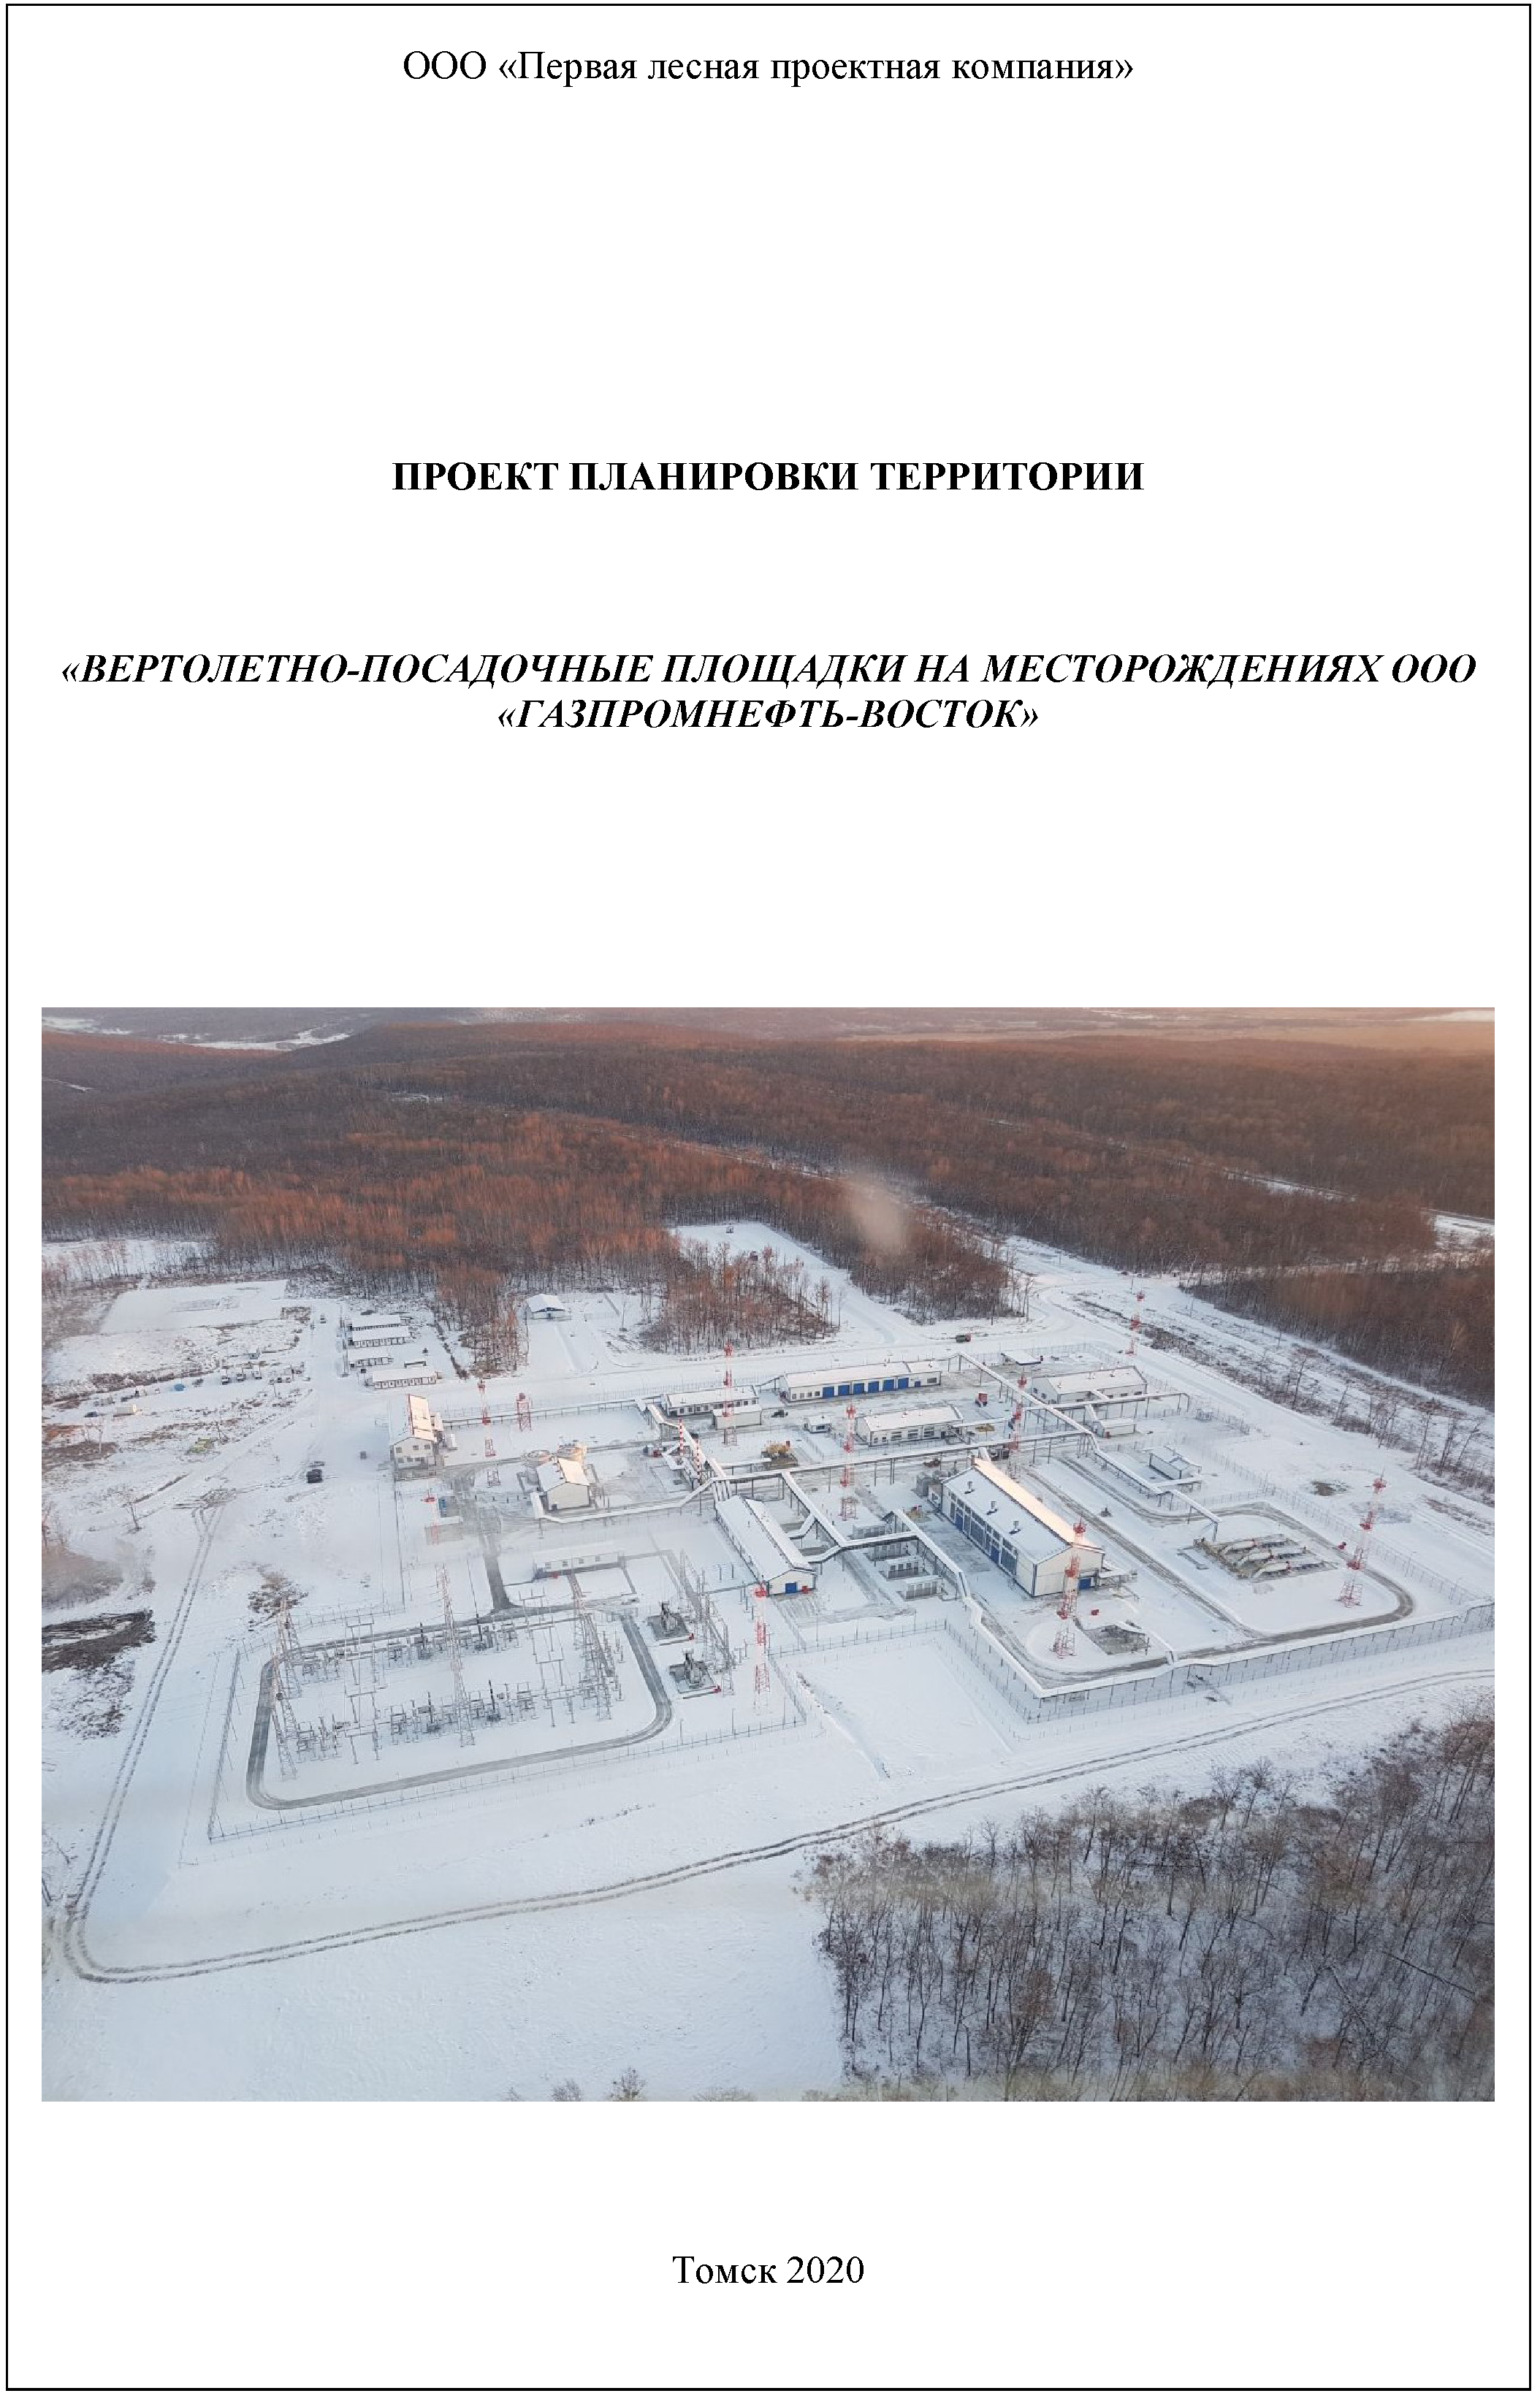 ООО «Первая лесная проектная компания»
ПРОЕКТ ПЛАНИРОВКИ ТЕРРИТОРИИ
«ВЕРТОЛЕТНО-ПОСАДОЧНЫЕ ПЛОЩАДКИ НА МЕСТОРОЖДЕНИЯХ ООО
«ГАЗПРОМНЕФТЬ-ВОСТОК»
Томск 2020